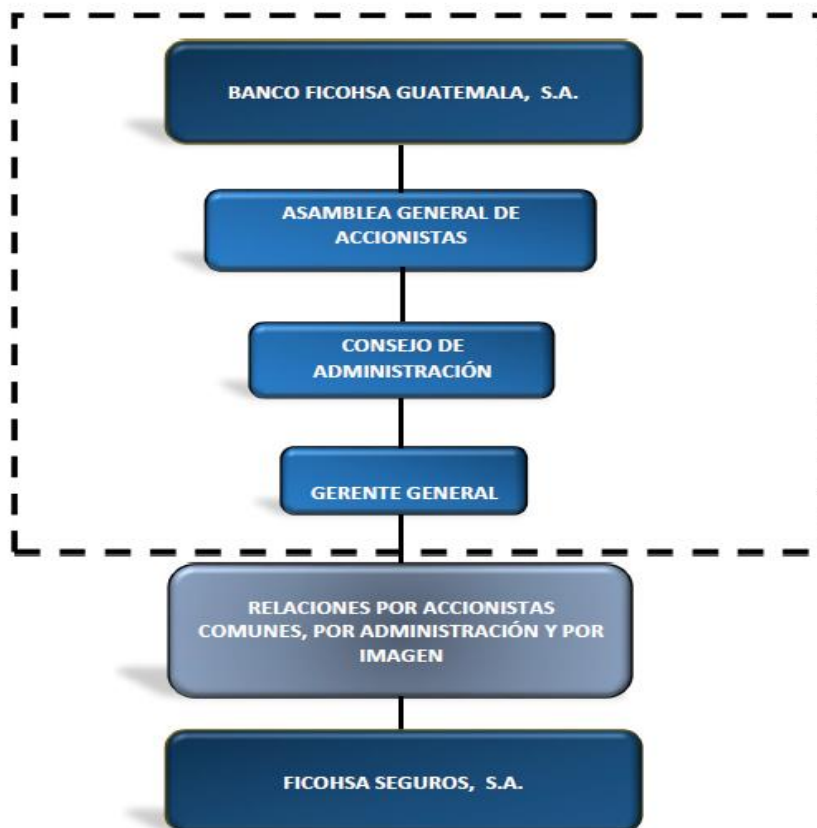 BANCO FICOHSA GUATEMALA, S.A.
ASAMBLEA GENERAL DE
ACCIONISTAS
CONSEJO DE
ADMINISTRACIÓN
GERENTE GENERAL
RELACIONES POR ACCIONISTAS
COMUNES, POR ADMINISTRACIÓN Y POR
IMAGEN
FICOHSA SEGUROS, S.A.